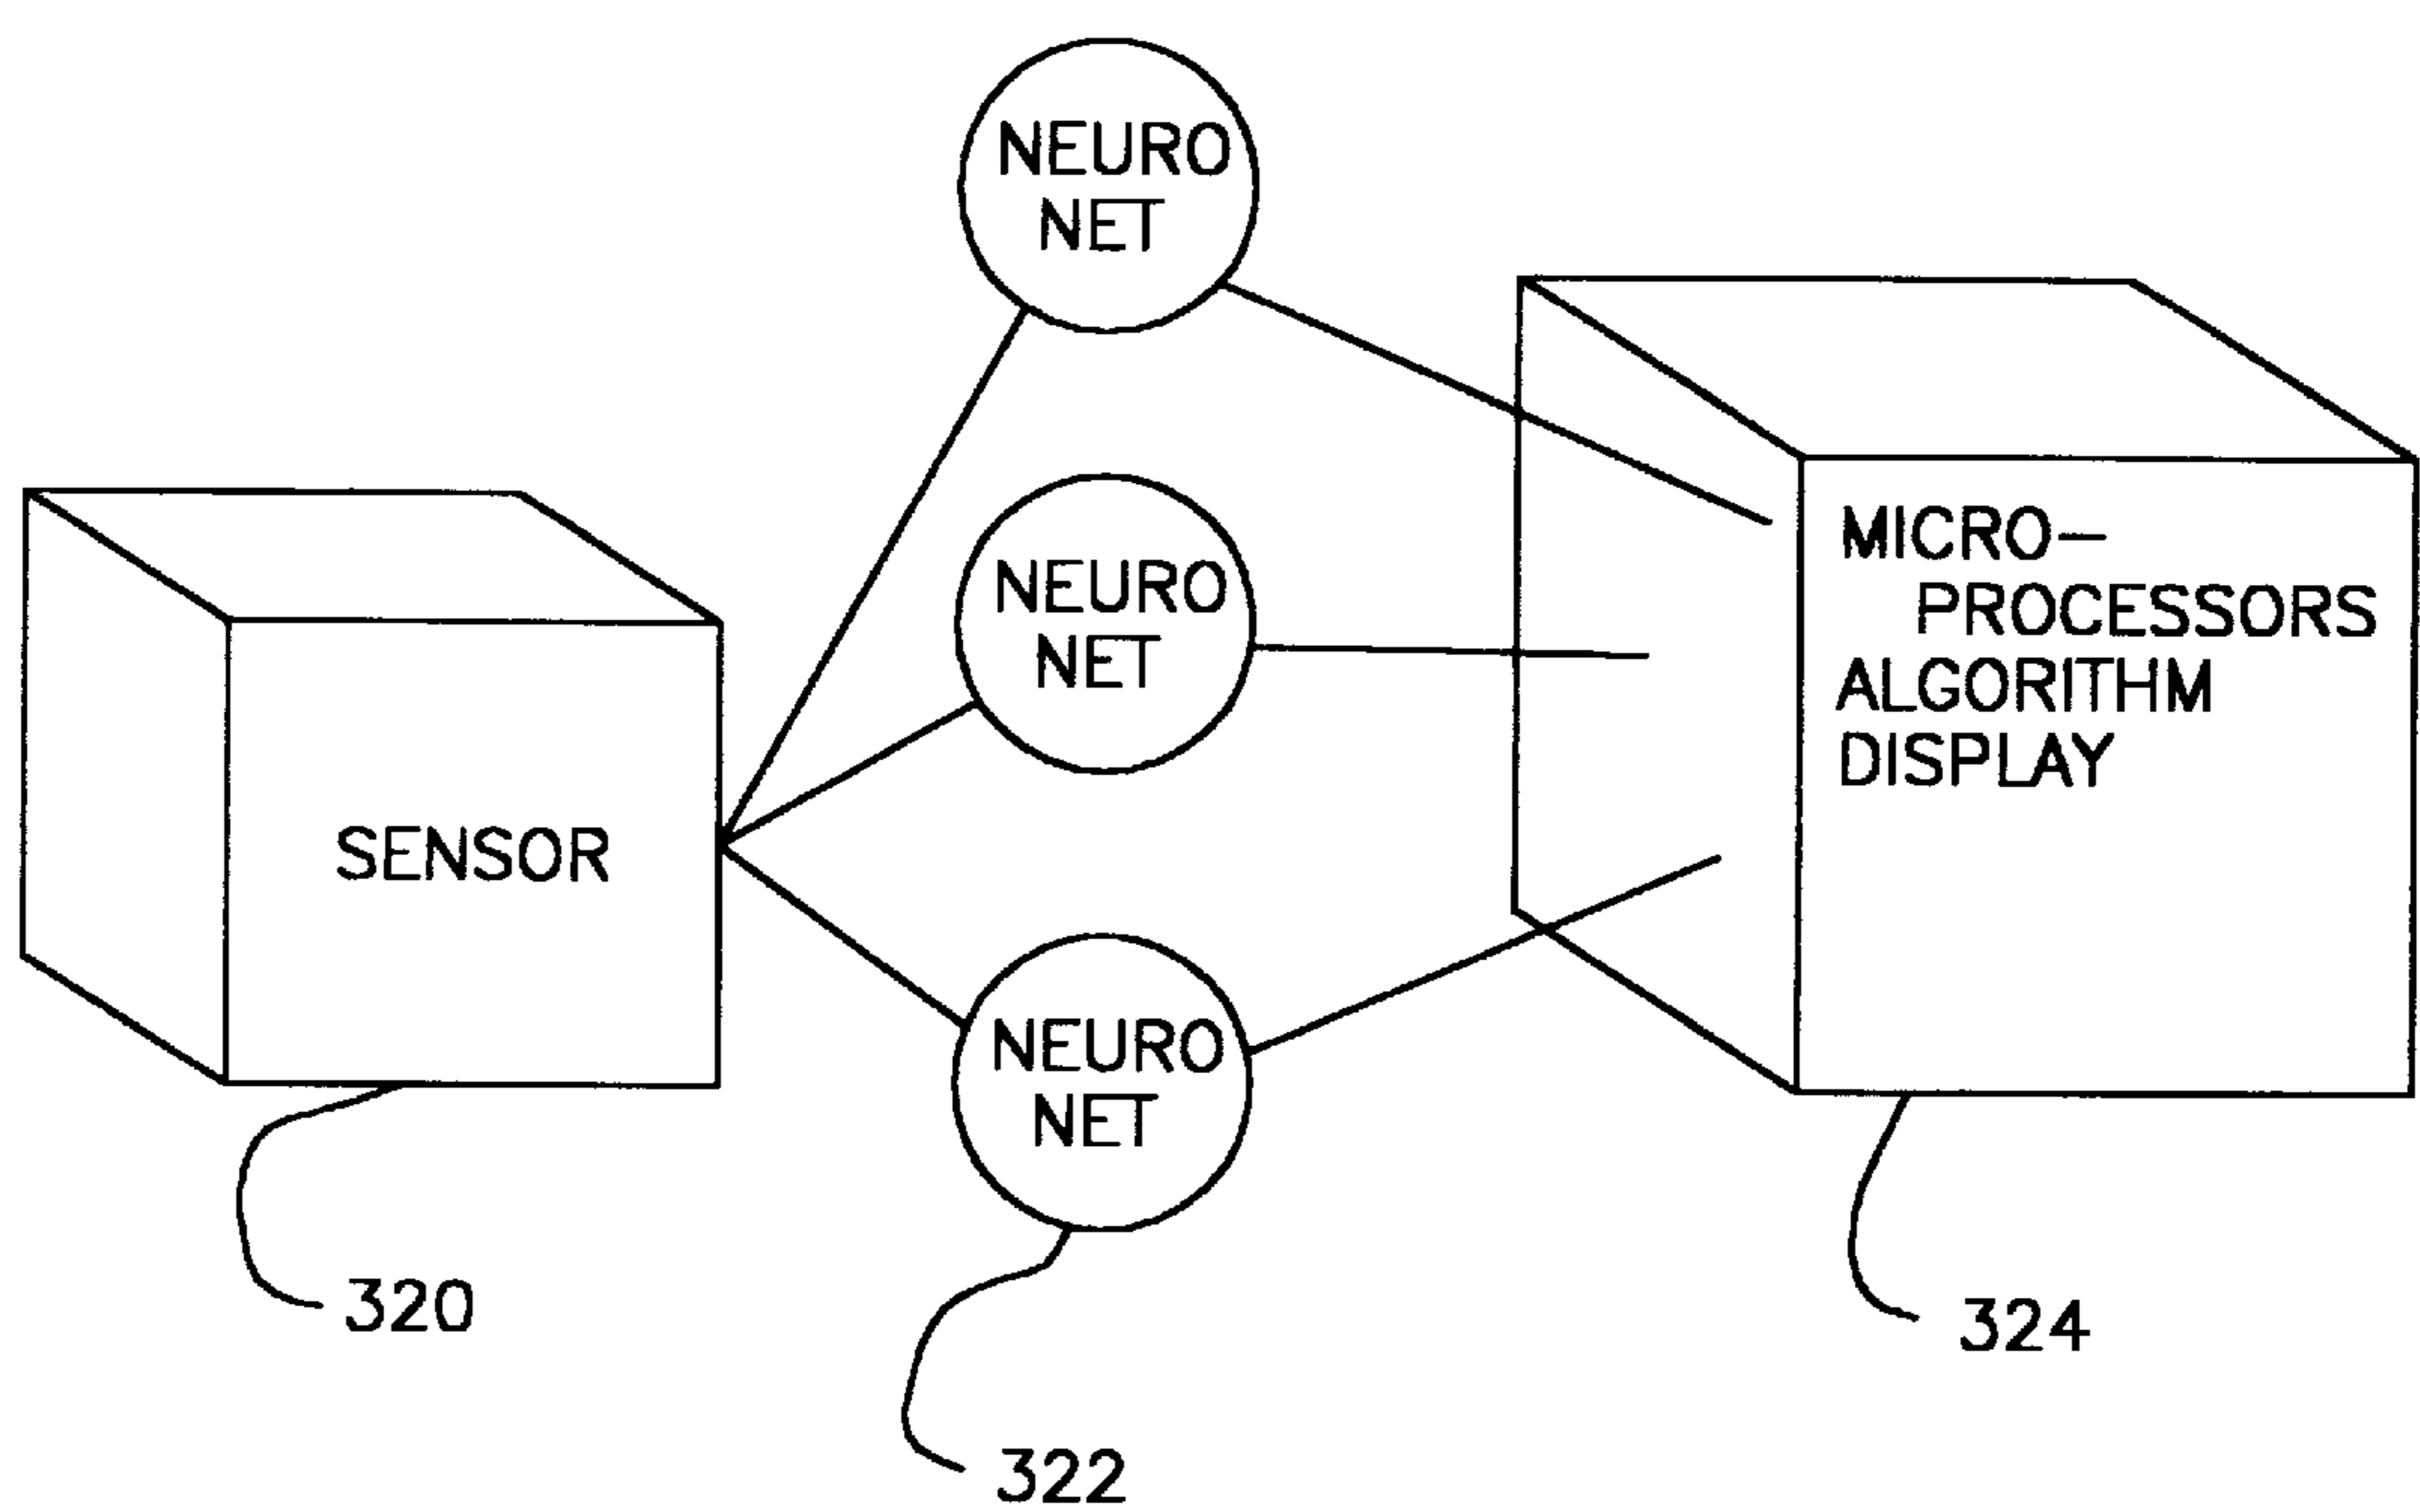 NEURO
NET
NEURO
NET
NEURO
NET
SENSOR
MICRO–
PROCESSORS
ALGORITHM
DISPLAY
320
322
324